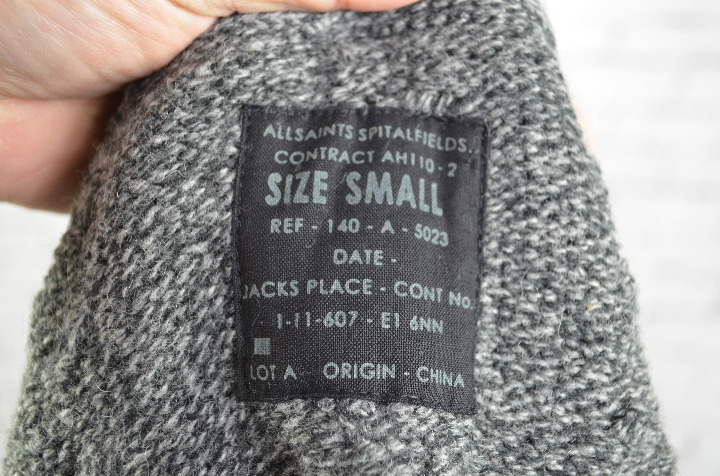 ALLSAINTS SPITALFIELDS.
CONTRACT AH110-2
SIZE SMALL
REF - 140 - A - 5023
DATE -
JACKS PLACE - CONT No.
- 1-11-607 - E1 6NN
LOT A - ORIGIN - CHINA